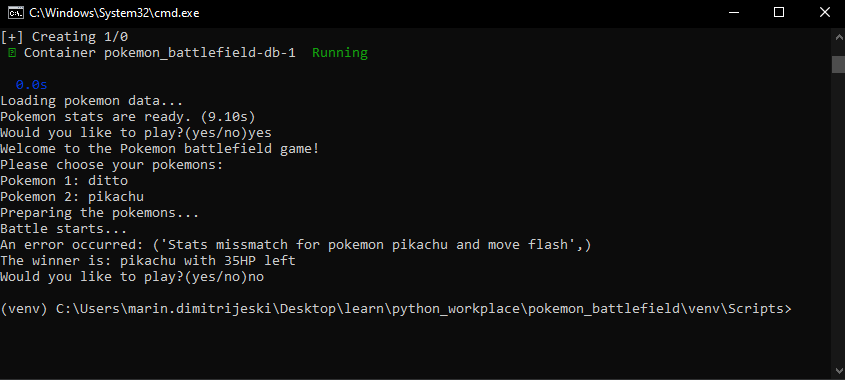 C:\Windows\System32\cmd.exe
[+] Creating 1/0
Container pokemon_battlefield-db-1  Running
0.0s
Loading pokemon data...
Pokemon stats are ready. (9.10s)
Would you like to play?(yes/no)yes
Welcome to the Pokemon battlefield game!
Please choose your pokemons:
Pokemon 1: ditto
Pokemon 2: pikachu
Preparing the pokemons...
Battle starts...
An error occurred: ('Stats missmatch for pokemon pikachu and move flash',)
The winner is: pikachu with 35HP left
Would you like to play?(yes/no)no
(venv) C:\Users\marin.dimitrijeski\Desktop\learn\python_workplace\pokemon_battlefield\venv\Scripts>